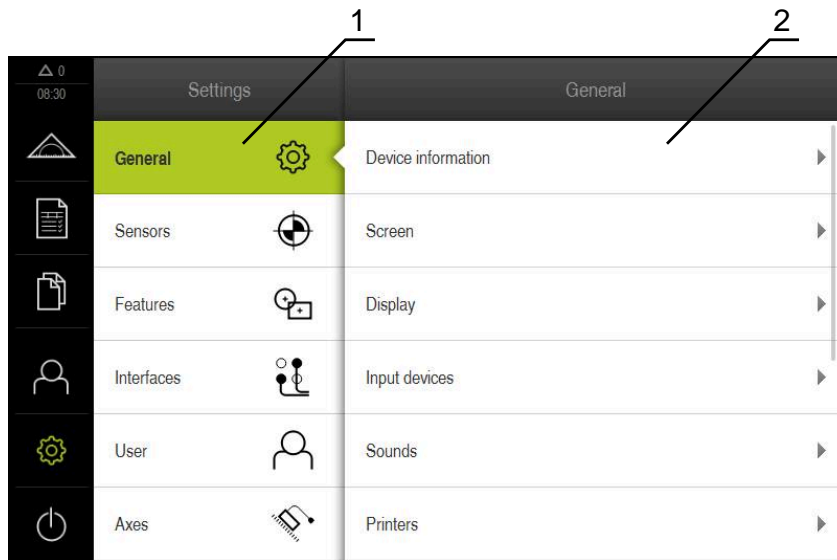 1
2
0
08:30
Settings
General
General
Device information
Sensors
Screen
Features
Display
Interfaces
Input devices
User
Sounds
Axes
Printers